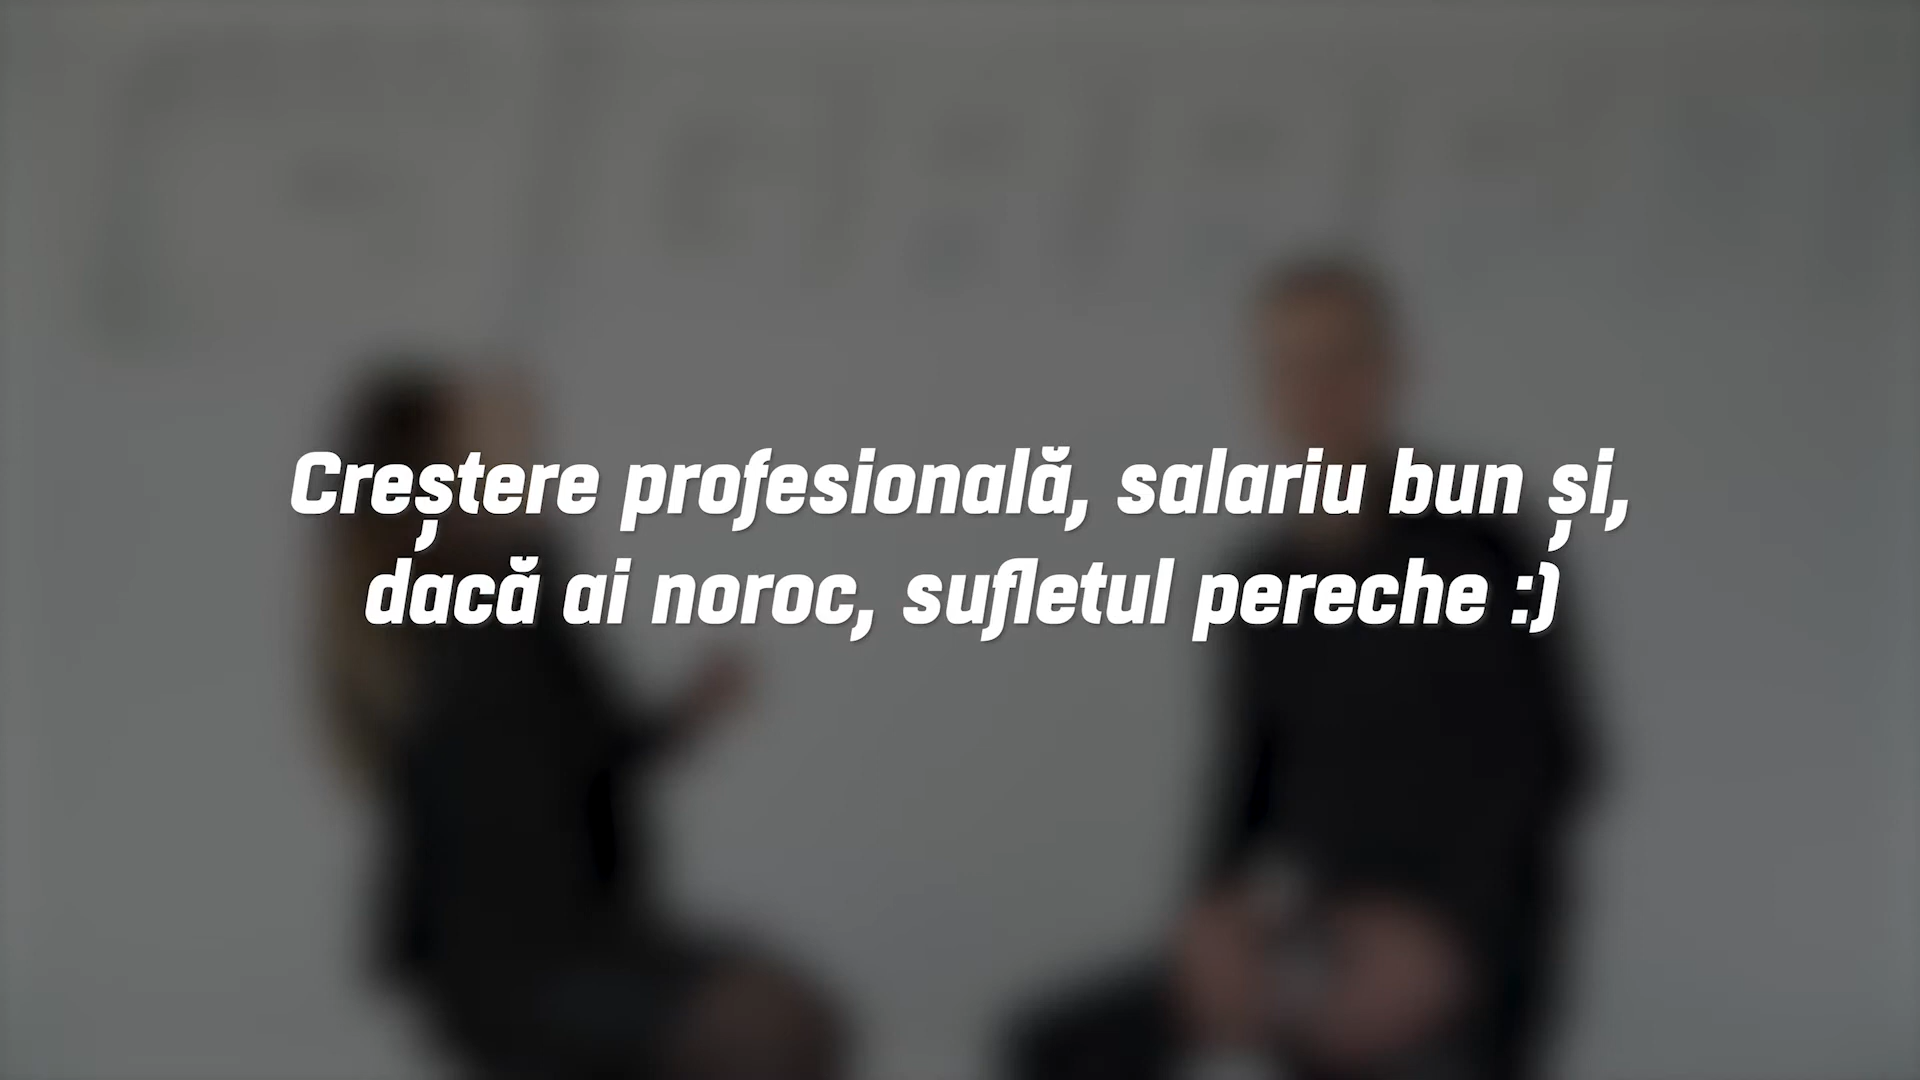 Creștere profesională, salariu bun și,
dacă ai noroc, sufletul pereche :)